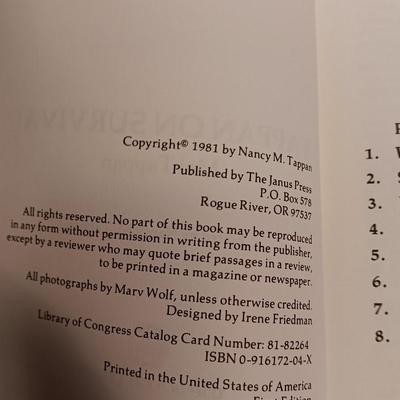 Copyright© 1981 by Nancy M. Tappan
Published by The Janus Press
P.O. Box 578
Rogue River, OR 97537
All rights reserved. No part of this book may be reproduced
in any form without permission in writing from the publisher,
except by a reviewer who may quote brief passages in a review,
to be printed in a magazine or newspaper.
All photographs by Marv Wolf, unless otherwise credited.
Designed by Irene Friedman
Library of Congress Catalog Card Number: 81-82264
ISBN 0-916172-04-X
Printed in the United States of America
First Edition
1.
2.
3.
4.
5.
6.
7.
8.